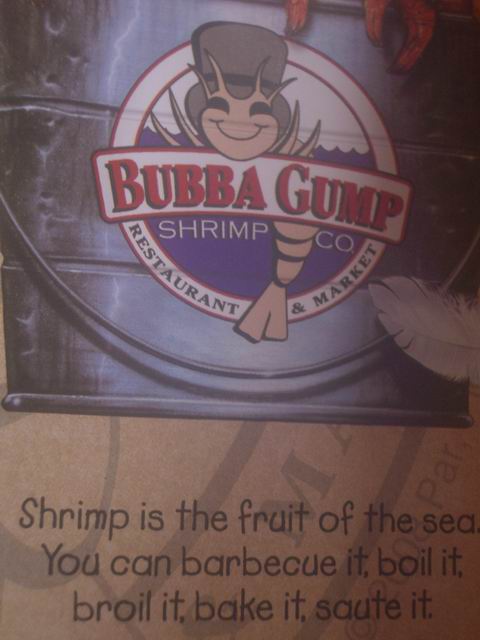 BUBBA GUMP
SHRIMP CO.
RESTAURANT & MARKET
Shrimp is the fruit of the sea.
You can barbecue it, boil it,
broil it, bake it, saute it.